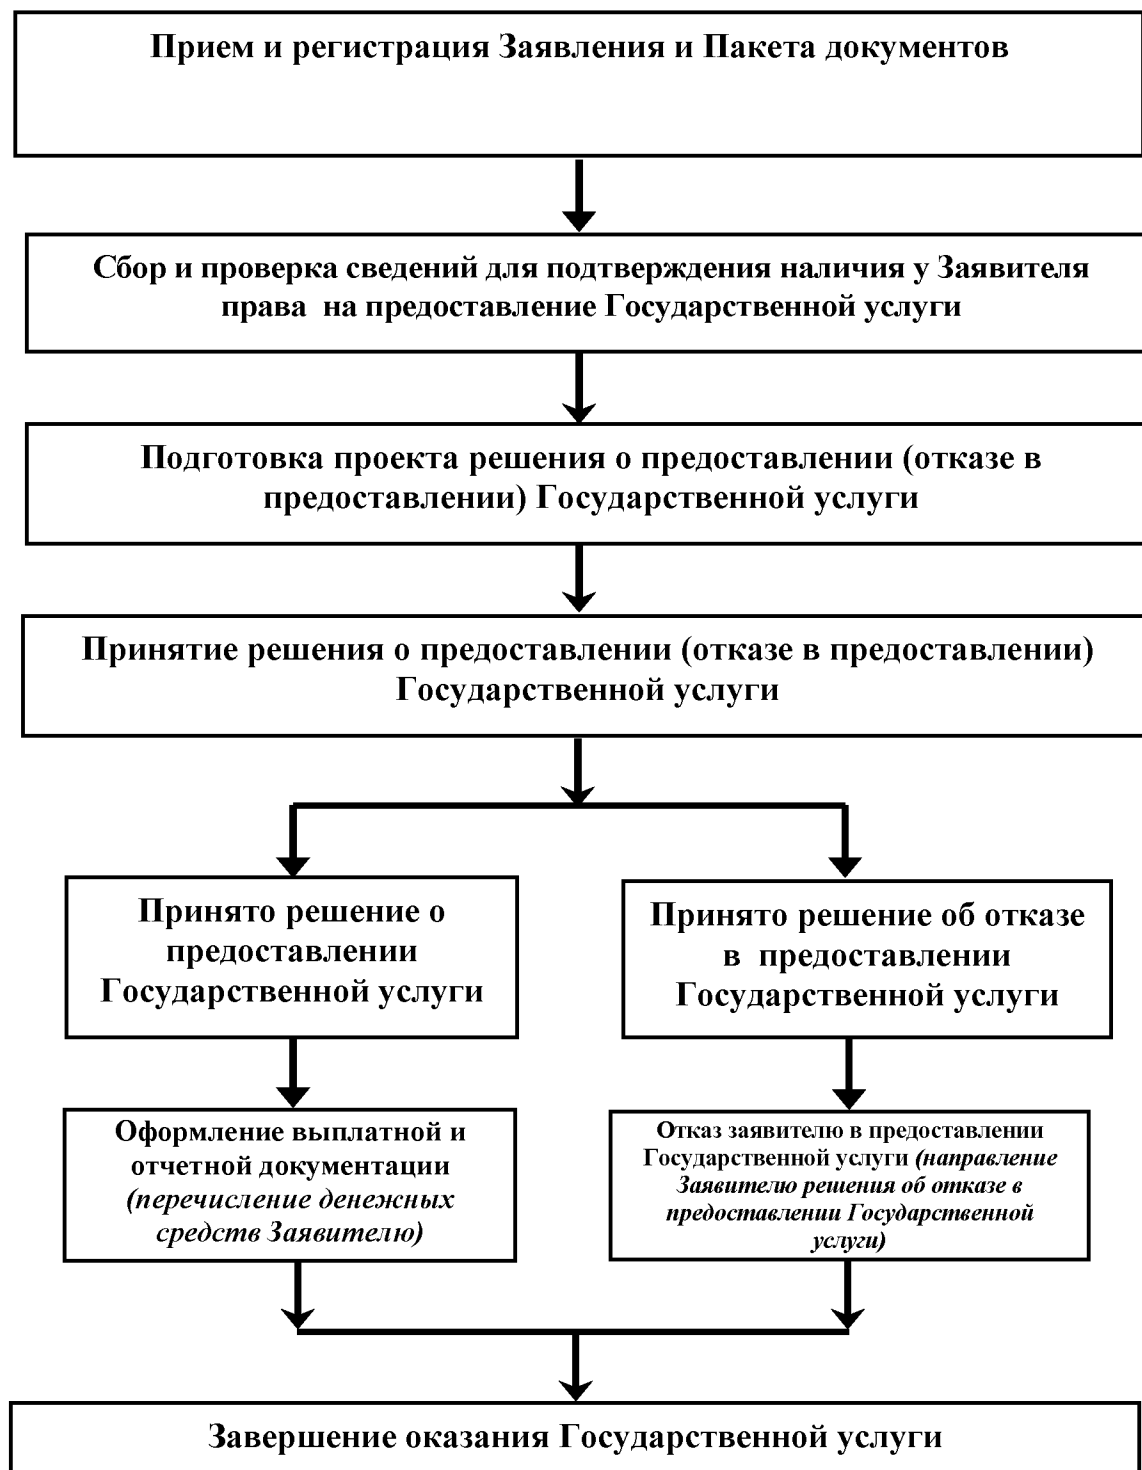 Прием и регистрация Заявления и Пакета документов
Сбор и проверка сведений для подтверждения наличия у Заявителя
права на предоставление Государственной услуги
Подготовка проекта решения о предоставлении (отказе в
предоставлении) Государственной услуги
Принятие решения о предоставлении (отказе в предоставлении)
Государственной услуги
Принято решение о
предоставлении
Государственной услуги
Принято решение об отказе
в предоставлении
Государственной услуги
Оформление выплатной и
отчетной документации
(перечисление денежных
средств Заявителю)
Отказ заявителю в предоставлении
Государственной услуги (направление
Заявителю решения об отказе в
предоставлении Государственной
услуги)
Завершение оказания Государственной услуги